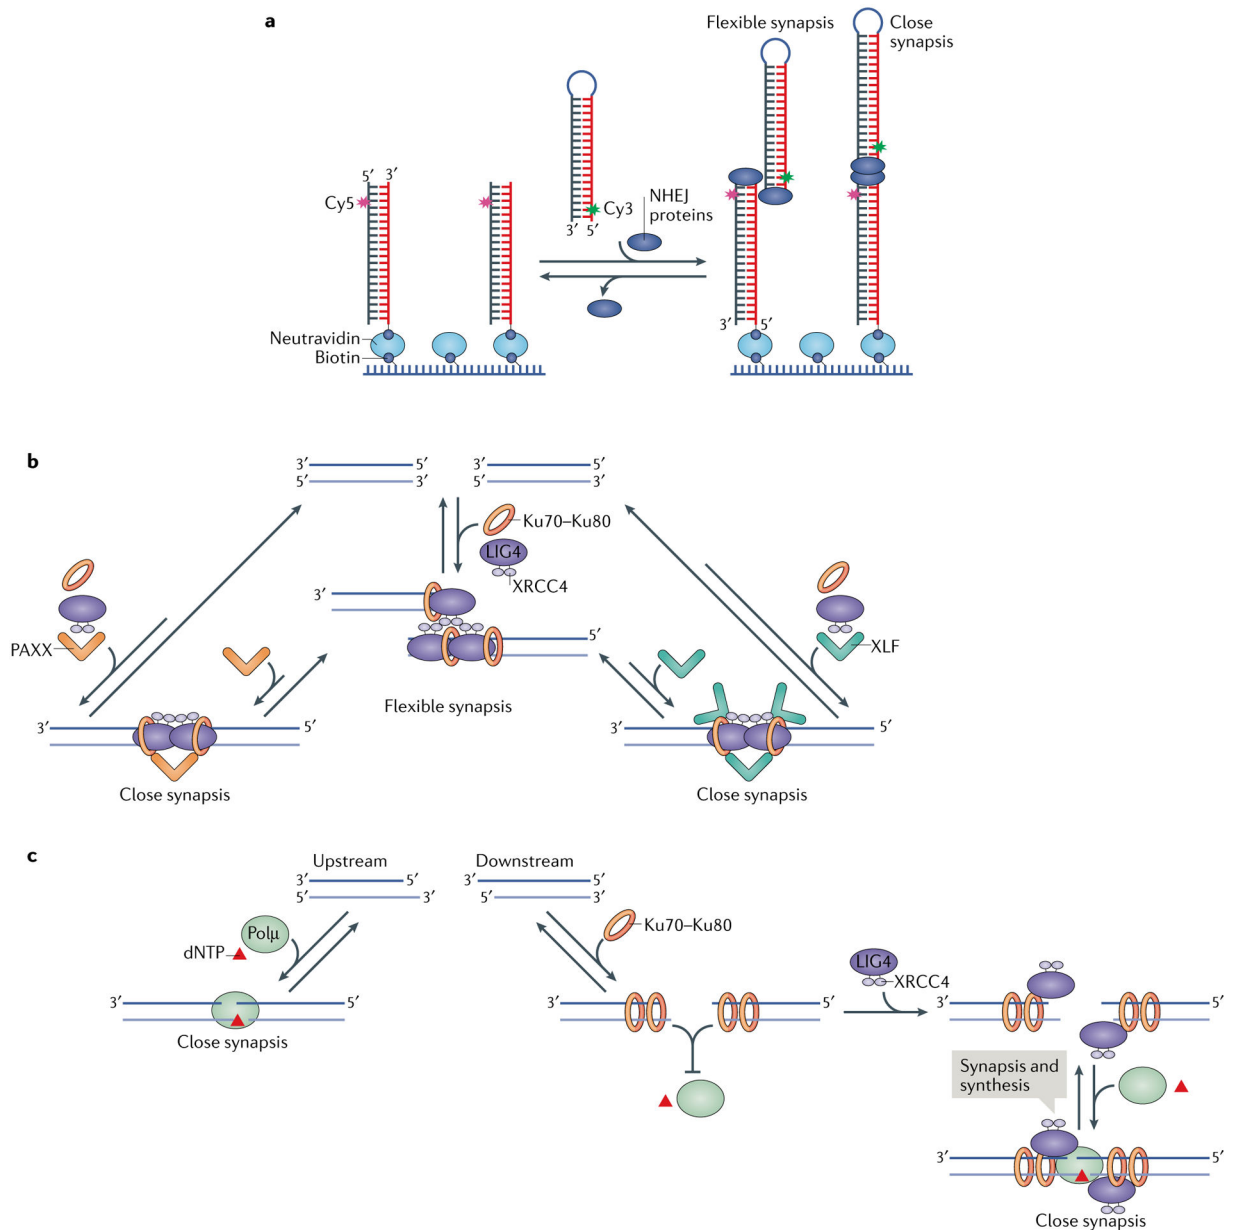 a
Flexible synapsis
Close
synapsis
5′ 3′
Cy5
Cy3
3′ 5′
NHEJ
proteins
3′ 5′
Neutravidin
Biotin
b
3′ 5′ 3′ 5′
5′ 3′ 5′ 3′
Ku70–Ku80
LIG4
XRCC4
3′
5′
PAXX
XLF
Flexible synapsis
3′ 5′
3′ 5′
Close synapsis
Close synapsis
c
Upstream
Downstream
3′ 5′ 3′ 5′
5′ 3′ 5′ 3′
Polμ
dNTP
Ku70–Ku80
LIG4
XRCC4
3′ 5′
3′ 5′
3′ 5′
Close synapsis
Synapsis and
synthesis
3′ 5′
Close synapsis